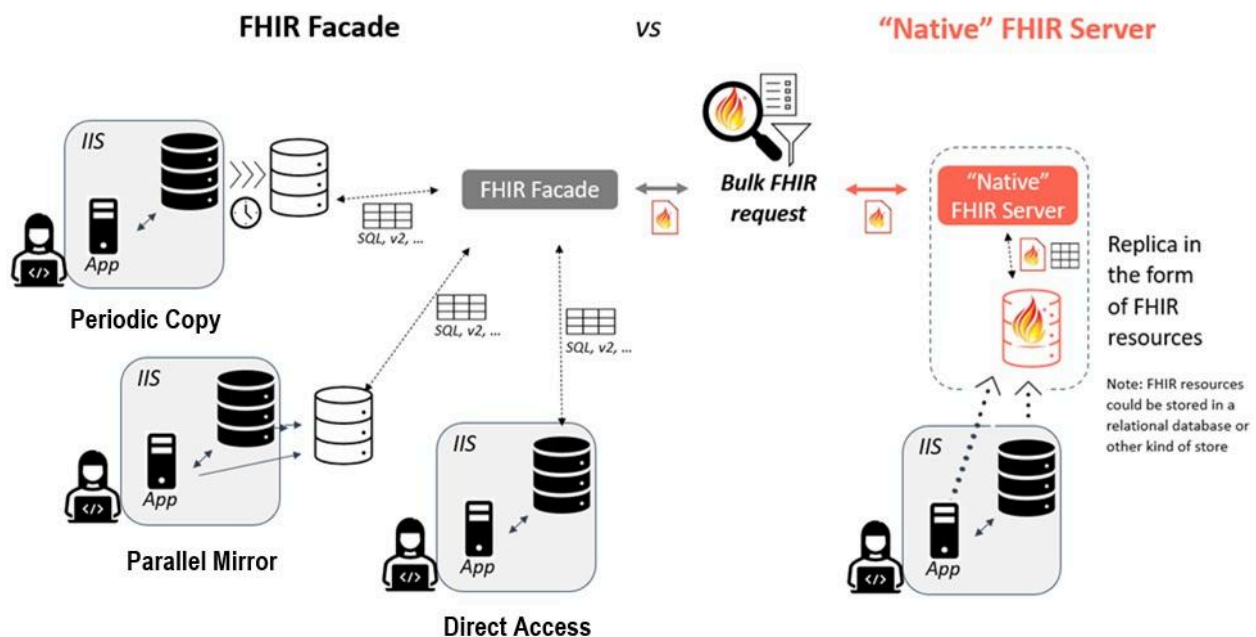 FHIR Facade
vs
“Native” FHIR Server
IIS
App
Periodic Copy
SQL, v2, ...
FHIR Facade
Bulk FHIR
request
“Native”
FHIR Server
Replica in
the form
of FHIR
resources
Note: FHIR resources
could be stored in a
relational database or
other kind of store
SQL, v2, ...
SQL, v2, ...
IIS
App
Parallel Mirror
IIS
App
Direct Access
IIS
App